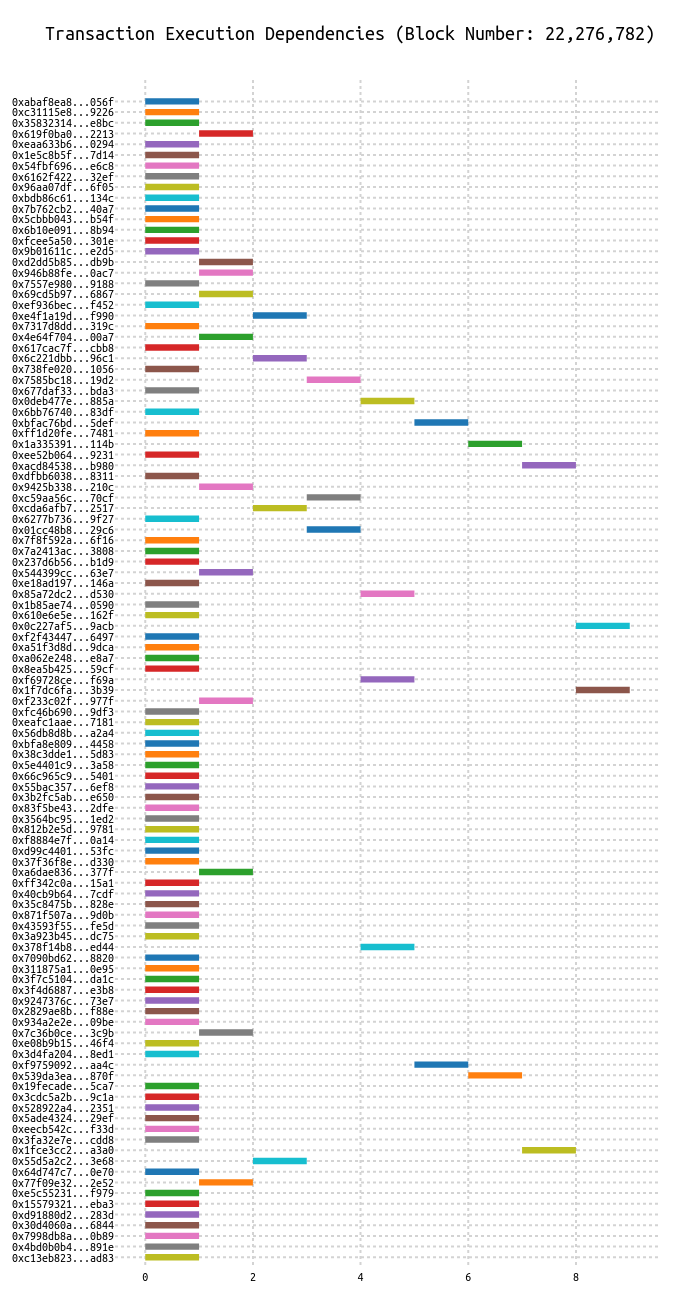 Transaction Execution Dependencies (Block Number: 22,276,782)
0xabaf8ea8...056f
0xc31115e8...9226
0x35832314...e8bc
0x619f0ba0...2213
0xeaa633b6...0294
0x1e5c8b5f...7d14
0x54fbf696...e6c8
0x6162f422...32ef
0x96aa07df...6f05
0xbdb86c61...134c
0x7b762cb2...40a7
0x5cbbb043...b54f
0x6b10e091...8b94
0xfcee5a50...301e
0x9b01611c...e2d5
0xd2dd5b85...db9b
0x946b88fe...0ac7
0x7557e980...9188
0x69cd5b97...6867
0xef936bec...f452
0xe4f1a19d...f990
0x7317d8dd...319c
0x4e64f704...00a7
0x617cac7f...cbb8
0x6c221dbb...96c1
0x738fe020...1056
0x7585bc18...19d2
0x677daf33...bda3
0x0deb477e...885a
0x6bb76740...83df
0xbfac76bd...5def
0xff1d20fe...7481
0x1a335391...114b
0xee52b064...9231
0xacd84538...b980
0xdfbb6038...8311
0x9425b338...210c
0xc59aa56c...70cf
0xcda6afb7...2517
0x6277b736...9f27
0x01cc48b8...29c6
0x7f8f592a...6f16
0x7a2413ac...3808
0x237d6b56...b1d9
0x544399cc...63e7
0xe18ad197...146a
0x85a72dc2...d530
0x1b85ae74...0590
0x610e6e5e...162f
0x0c227af5...9acb
0xf2f43447...6497
0xa51f3d8d...9dca
0xa062e248...e8a7
0x8ea5b425...59cf
0xf69728ce...f69a
0x1f7dc6fa...3b39
0xf233c02f...977f
0xfc46b690...9df3
0xeafc1aae...7181
0x56db8d8b...a2a4
0xbfa8e809...4458
0x38c3dde1...5d83
0x5e4401c9...3a58
0x66c965c9...5401
0x55bac357...6ef8
0x3b2fc5ab...e650
0x83f5be43...2dfe
0x3564bc95...1ed2
0x812b2e5d...9781
0xf8884e7f...0a14
0xd99c4401...53fc
0x37f36f8e...d330
0xa6dae836...377f
0xff342c0a...15a1
0x40cb9b64...7cdf
0x35c8475b...828e
0x871f507a...9d0b
0x43593f55...fe5d
0x3a923b45...dc75
0x378f14b8...ed44
0x7090bd62...8820
0x311875a1...0e95
0x3f7c5104...da1c
0x3f4d6887...e3b8
0x9247376c...73e7
0x2829ae8b...f88e
0x934a2e2e...09be
0x7c36b0ce...3c9b
0xe08b9b15...46f4
0x3d4fa204...8ed1
0xf9759092...aa4c
0x539da3ea...870f
0x19fecade...5ca7
0x3cdc5a2b...9c1a
0x528922a4...2351
0x5ade4324...29ef
0xeecb542c...f33d
0x3fa32e7e...cdd8
0x1fce3cc2...a3a0
0x55d5a2c2...3e68
0x64d747c7...0e70
0x77f09e32...2e52
0xe5c55231...f979
0x15579321...eba3
0xd91880d2...283d
0x30d4060a...6844
0x7998db8a...0b89
0x4bd0b0b4...891e
0xc13eb823...ad83
0 2 4 6 8